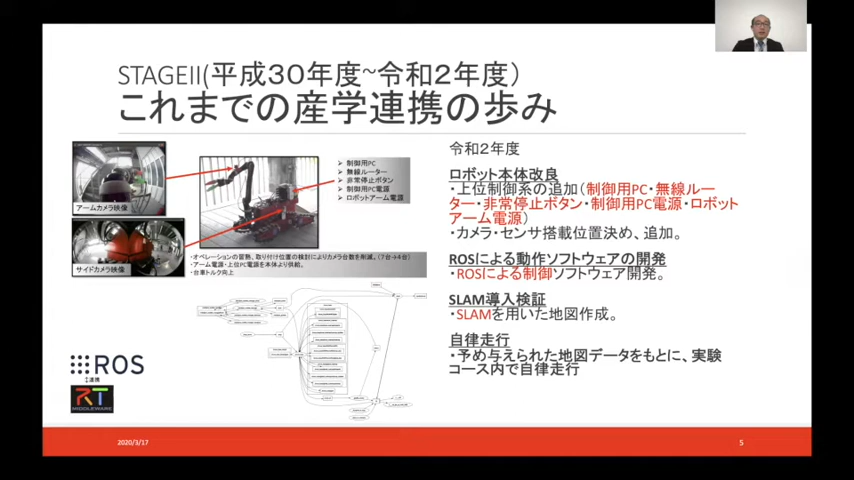 STAGEII(平成30年度~令和２年度)
これまでの産学連携の歩み
アームカメラ映像
サイドカメラ映像
➤ 制御用PC
➤ 無線ルーター
➤ 非常停止ボタン
➤ 制御用PC電源
➤ ロボットアーム電源
・オペレーションの習熟、取り付け位置の検討によりカメラ台数を削減。(7台→4台)
・アーム電源・上位PC電源を本体より供給。
・台車トルク向上
ROS
連携
RT
MIDDLEWARE
令和２年度
ロボット本体改良
・上位制御系の追加(制御用PC・無線ルー
ター・非常停止ボタン・制御用PC電源・ロボット
アーム電源)
・カメラ・センサ搭載位置決め、追加。
ROSによる動作ソフトウェアの開発
・ROSによる制御ソフトウェア開発。
SLAM導入検証
・SLAMを用いた地図作成。
自律走行
・予め与えられた地図データをもとに、実験
コース内で自律走行
2020/3/17
5